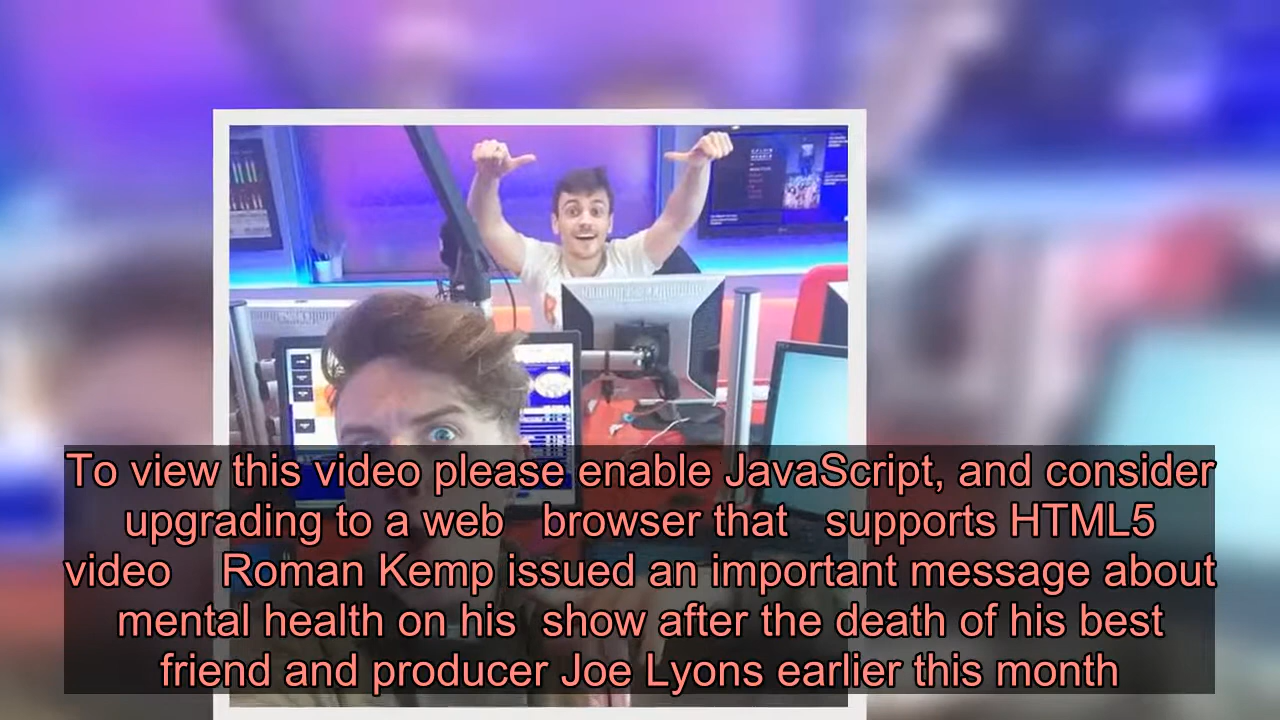 To view this video please enable JavaScript, and consider
upgrading to a web browser that supports HTML5
video Roman Kemp issued an important message about
mental health on his show after the death of his best
friend and producer Joe Lyons earlier this month